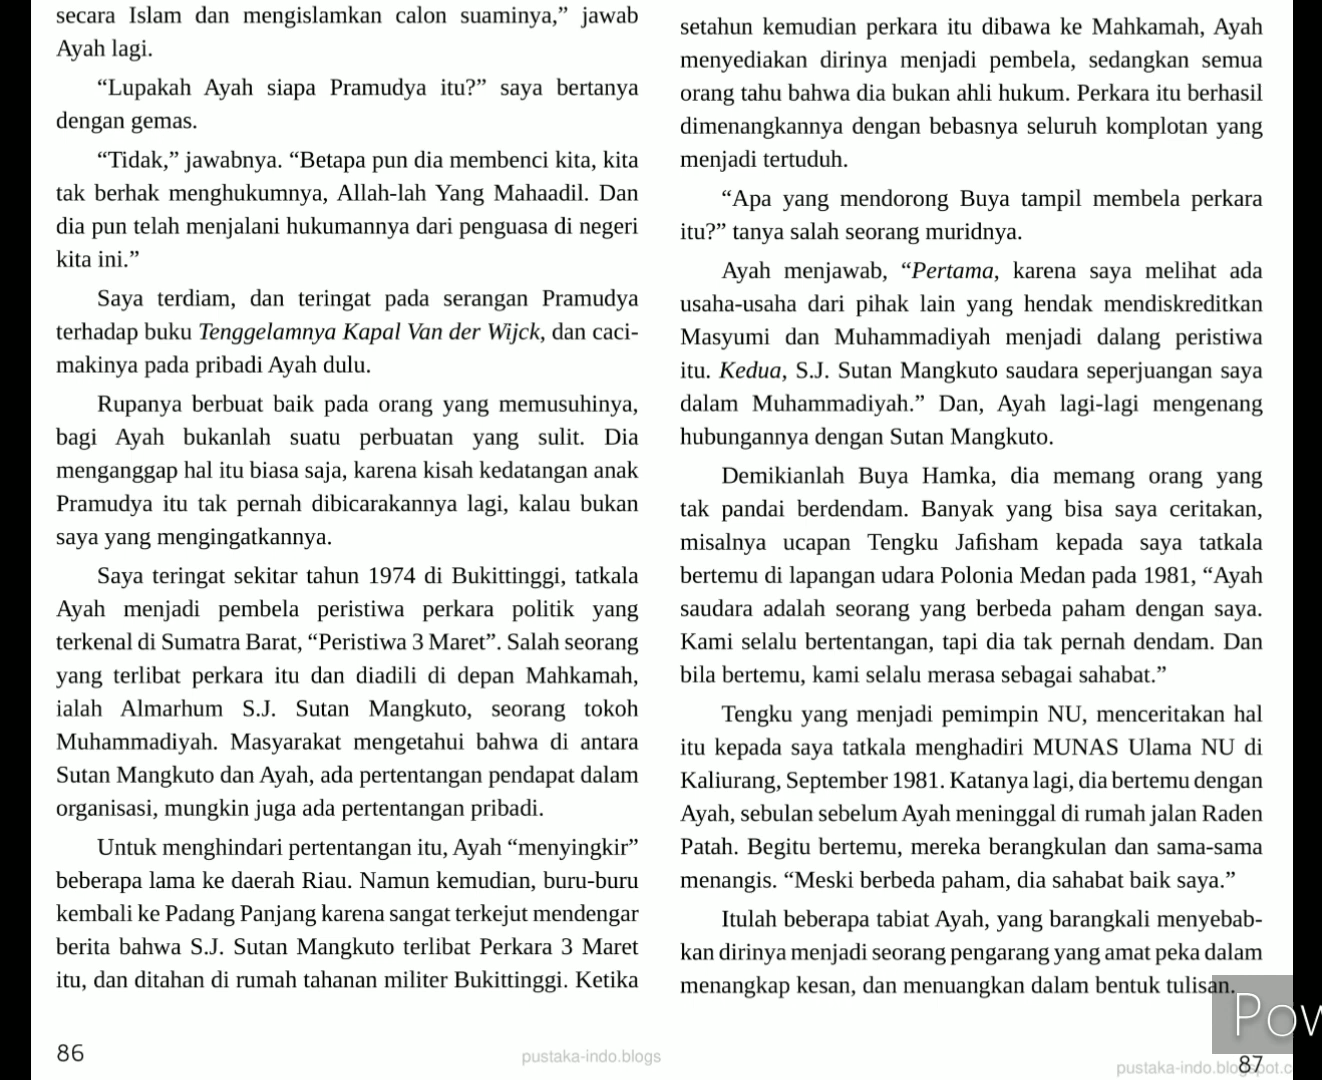 secara Islam dan mengislamkan calon suaminya,” jawab
Ayah lagi.
“Lupakah Ayah siapa Pramudya itu?” saya bertanya
dengan gemas.
“Tidak,” jawabnya. “Betapa pun dia membenci kita, kita
tak berhak menghukumnya, Allah-lah Yang Mahaadil. Dan
dia pun telah menjalani hukumannya dari penguasa di negeri
kita ini.”
Saya terdiam, dan teringat pada serangan Pramudya
terhadap buku Tenggelamnya Kapal Van der Wijck, dan caci-
makinya pada pribadi Ayah dulu.
Rupanya berbuat baik pada orang yang memusuhinya,
bagi Ayah bukanlah suatu perbuatan yang sulit. Dia
menganggap hal itu biasa saja, karena kisah kedatangan anak
Pramudya itu tak pernah dibicarakannya lagi, kalau bukan
saya yang mengingatkannya.
Saya teringat sekitar tahun 1974 di Bukittinggi, tatkala
Ayah menjadi pembela peristiwa perkara politik yang
terkenal di Sumatra Barat, “Peristiwa 3 Maret”. Salah seorang
yang terlibat perkara itu dan diadili di depan Mahkamah,
ialah Almarhum S.J. Sutan Mangkuto, seorang tokoh
Muhammadiyah. Masyarakat mengetahui bahwa di antara
Sutan Mangkuto dan Ayah, ada pertentangan pendapat dalam
organisasi, mungkin juga ada pertentangan pribadi.
Untuk menghindari pertentangan itu, Ayah “menyingkir”
beberapa lama ke daerah Riau. Namun kemudian, buru-buru
kembali ke Padang Panjang karena sangat terkejut mendengar
berita bahwa S.J. Sutan Mangkuto terlibat Perkara 3 Maret
itu, dan ditahan di rumah tahanan militer Bukittinggi. Ketika
86
pustaka-indo.blogs
setahun kemudian perkara itu dibawa ke Mahkamah, Ayah
menyediakan dirinya menjadi pembela, sedangkan semua
orang tahu bahwa dia bukan ahli hukum. Perkara itu berhasil
dimenangkannya dengan bebasnya seluruh komplotan yang
menjadi tertuduh.
“Apa yang mendorong Buya tampil membela perkara
itu?” tanya salah seorang muridnya.
Ayah menjawab, “Pertama, karena saya melihat ada
usaha-usaha dari pihak lain yang hendak mendiskreditkan
Masyumi dan Muhammadiyah menjadi dalang peristiwa
itu. Kedua, S.J. Sutan Mangkuto saudara seperjuangan saya
dalam Muhammadiyah.” Dan, Ayah lagi-lagi mengenang
hubungannya dengan Sutan Mangkuto.
Demikianlah Buya Hamka, dia memang orang yang
tak pandai berdendam. Banyak yang bisa saya ceritakan,
misalnya ucapan Tengku Jafisham kepada saya tatkala
bertemu di lapangan udara Polonia Medan pada 1981, “Ayah
saudara adalah seorang yang berbeda paham dengan saya.
Kami selalu bertentangan, tapi dia tak pernah dendam. Dan
bila bertemu, kami selalu merasa sebagai sahabat.”
Tengku yang menjadi pemimpin NU, menceritakan hal
itu kepada saya tatkala menghadiri MUNAS Ulama NU di
Kaliurang, September 1981. Katanya lagi, dia bertemu dengan
Ayah, sebulan sebelum Ayah meninggal di rumah jalan Raden
Patah. Begitu bertemu, mereka berangkulan dan sama-sama
menangis. “Meski berbeda paham, dia sahabat baik saya.”
Itulah beberapa tabiat Ayah, yang barangkali menyebab-
kan dirinya menjadi seorang pengarang yang amat peka dalam
menangkap kesan, dan menuangkan dalam bentuk tulisan.
Pow
87
pustaka-indo.blogspot.c